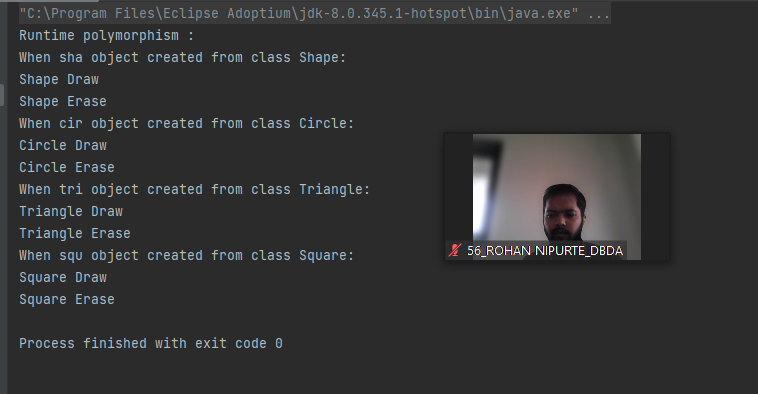 "C:\Program Files\Eclipse Adoptium\jdk-8.0.345.1-hotspot\bin\java.exe" ...
Runtime polymorphism :
When sha object created from class Shape:
Shape Draw
Shape Erase
When cir object created from class Circle:
Circle Draw
Circle Erase
When tri object created from class Triangle:
Triangle Draw
Triangle Erase
When squ object created from class Square:
Square Draw
Square Erase
Process finished with exit code 0
56_ROHAN NIPURTE_DBDA